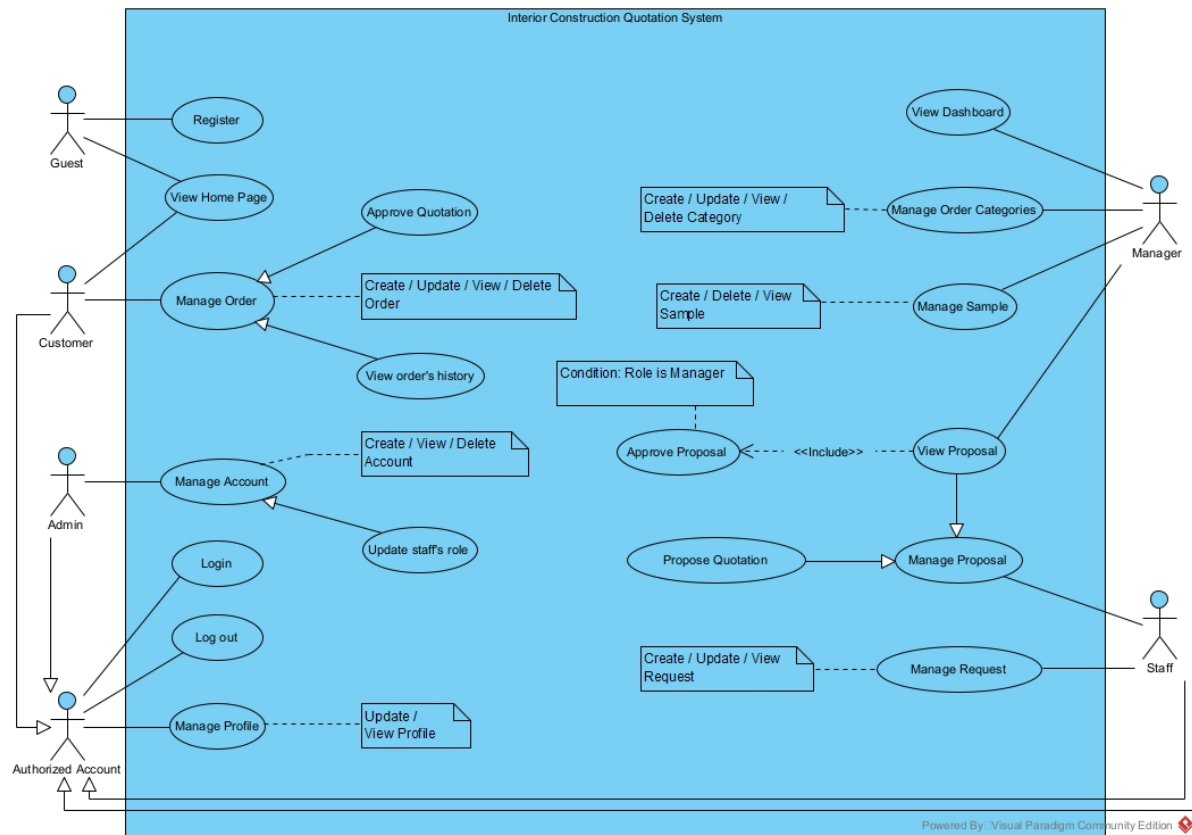 Interior Construction Quotation System
Guest
Register
View Home Page
Customer
Manage Order
Approve Quotation
Create / Update / View / Delete
Order
View order's history
Admin
Manage Account
Create / View / Delete
Account
Update staff's role
Login
Log out
Manage Profile
Update /
View Profile
Authorized Account
View Dashboard
Create / Update / View /
Delete Category
Manage Order Categories
Manager
Create / Delete / View
Sample
Manage Sample
Condition: Role is Manager
Approve Proposal
<<Include>>
View Proposal
Propose Quotation
Manage Proposal
Create / Update / View
Request
Manage Request
Staff
Powered By Visual Paradigm Community Edition